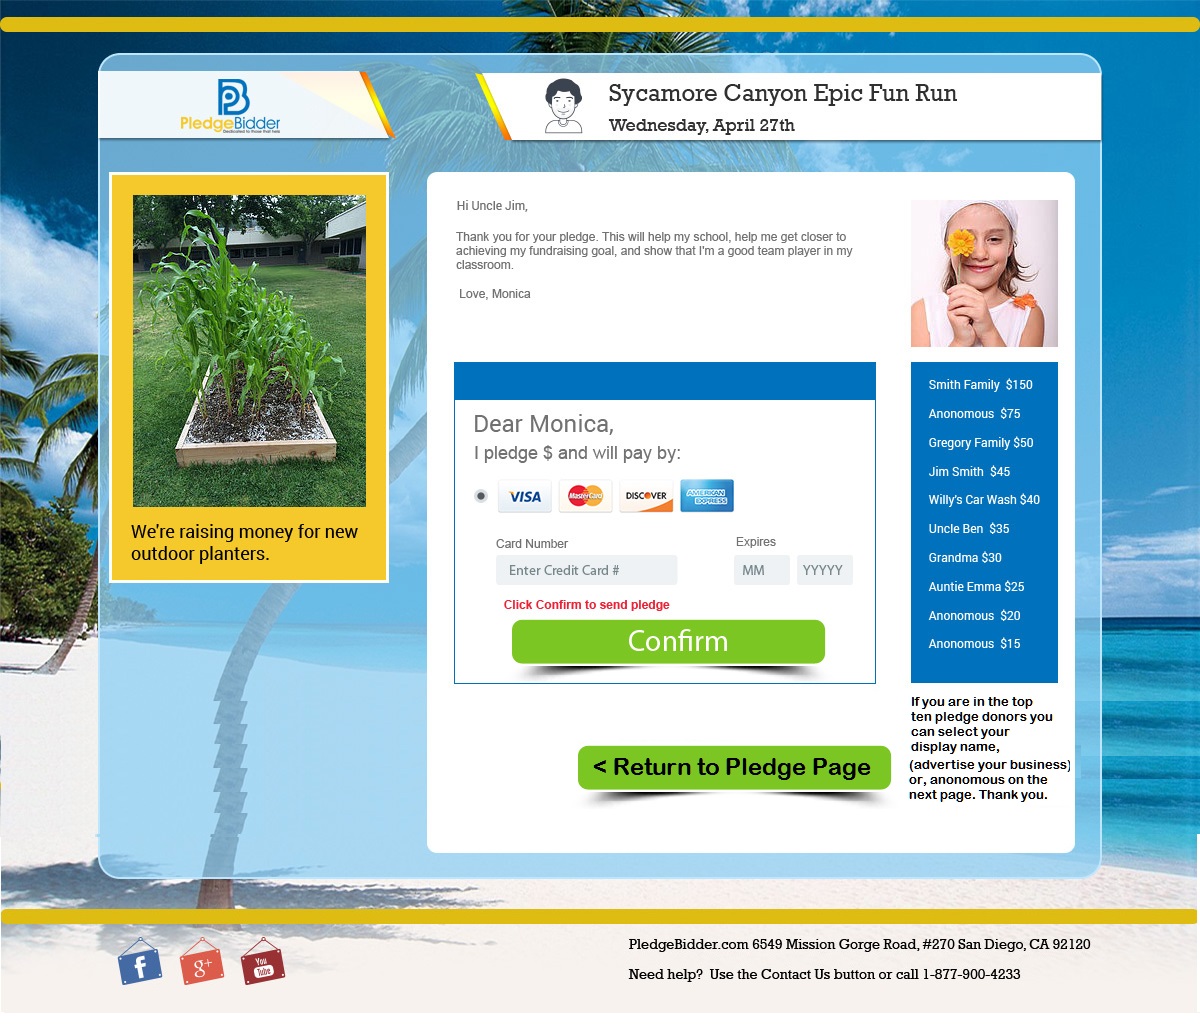 PledgeBidder
Dedicated to those that help
Sycamore Canyon Epic Fun Run
Wednesday, April 27th
We're raising money for new
outdoor planters.
Hi Uncle Jim,
Thank you for your pledge. This will help my school, help me get closer to
achieving my fundraising goal, and show that I'm a good team player in my
classroom.
Love, Monica
Dear Monica,
I pledge $ and will pay by:
VISA
MasterCard
DISCOVER
AMERICAN
EXPRESS
Card Number
Expires
Enter Credit Card #
MM
YYYYY
Click Confirm to send pledge
Confirm
< Return to Pledge Page
Smith Family $150
Anonomous $75
Gregory Family $50
Jim Smith $45
Willy's Car Wash $40
Uncle Ben $35
Grandma $30
Auntie Emma $25
Anonomous $20
Anonomous $15
If you are in the top
ten pledge donors you
can select your
display name,
(advertise your business)
or, anonomous on the
next page. Thank you.
f
g+
You
Tube
PledgeBidder.com 6549 Mission Gorge Road, #270 San Diego, CA 92120
Need help? Use the Contact Us button or call 1-877-900-4233